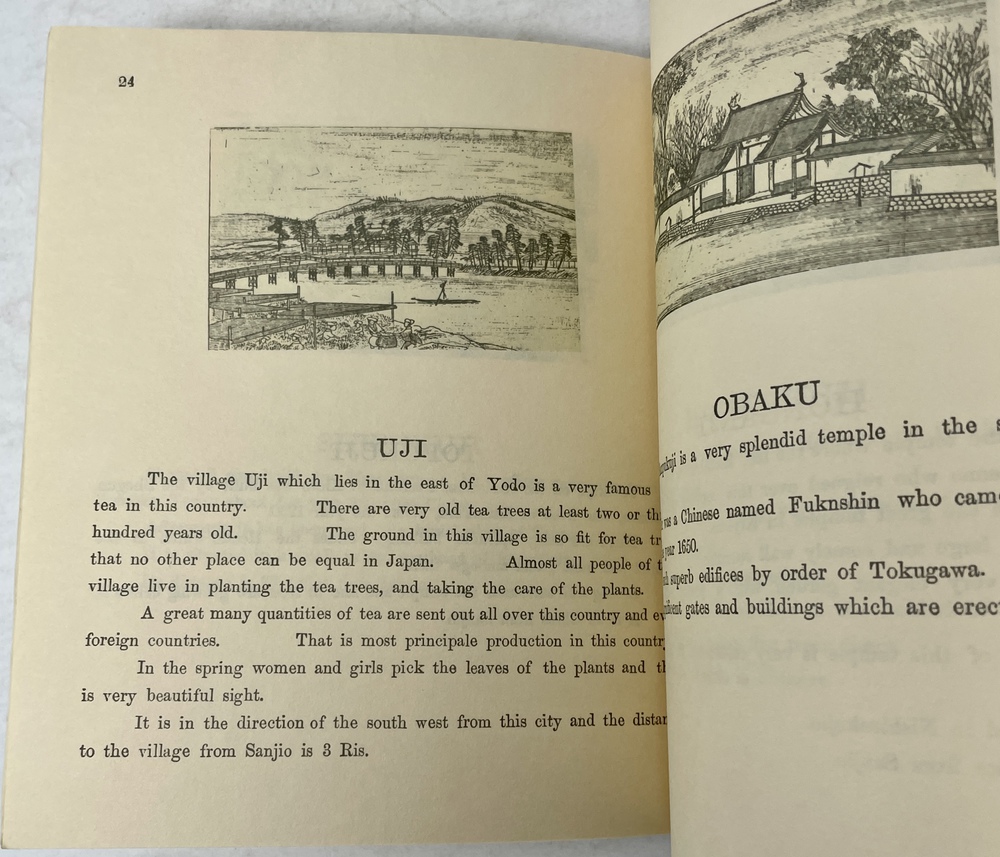 24
UJI
The village Uji which lies in the east of Yodo is a very famous
tea in this country. There are very old tea trees at least two or
hundred years old. The ground in this village is so fit for tea
that no other place can be equal in Japan. Almost all people of
village live in planting the tea trees, and taking the care of the plants.
A great many quantities of tea are sent out all over this country and
foreign countries. That is most principale production in this
In the spring women and girls pick the leaves of the plants and
is very beautiful sight.
It is in the direction of the south west from this city and the
to the village from Sanjio is 3 Ris.
OBAKU
is a very splendid temple in the
was a Chinese named Fuknshin who
year 1650.
superb edifices by order of Tokugawa.
gates and buildings which are